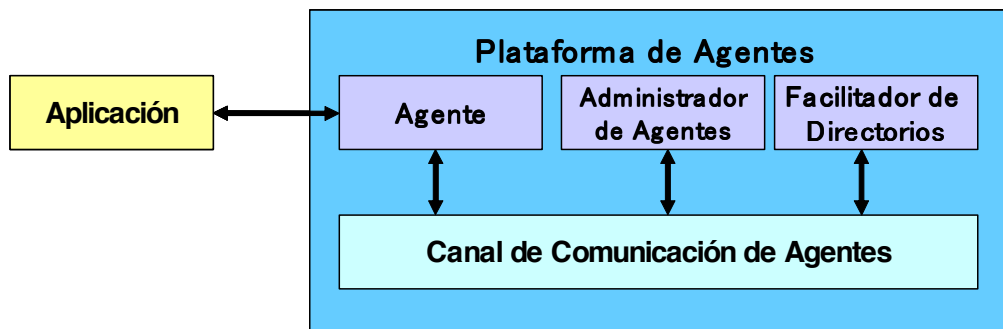 Plataforma de Agentes
Aplicación
Agente
Administrador
de Agentes
Facilitador de
Directorios
Canal de Comunicación de Agentes